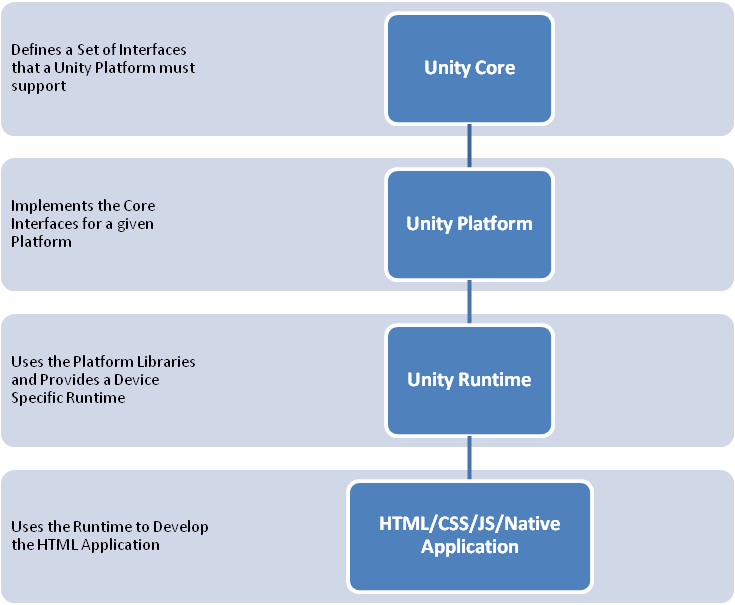 Defines a Set of Interfaces
that a Unity Platform must
support
Unity Core
Implements the Core
Interfaces for a given
Platform
Unity Platform
Uses the Platform Libraries
and Provides a Device
Specific Runtime
Unity Runtime
Uses the Runtime to Develop
the HTML Application
HTML/CSS/JS/Native
Application